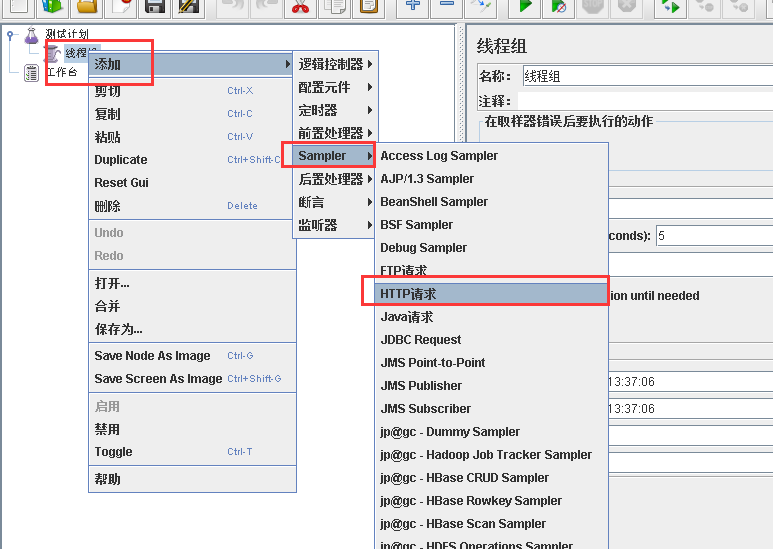 测试计划
线程组
工作台
添加
剪切 Ctrl-X
复制 Ctrl-C
粘贴 Ctrl-V
Duplicate Ctrl+Shift-C
Reset Gui
删除 Delete
Undo
Redo
打开...
合并
保存为...
Save Node As Image Ctrl-G
Save Screen As Image Ctrl+Shift-G
启用
禁用
Toggle Ctrl-T
帮助
逻辑控制器
配置元件
定时器
前置处理器
Sampler
后置处理器
断言
监听器
Access Log Sampler
AJP/1.3 Sampler
BeanShell Sampler
BSF Sampler
Debug Sampler
FTP请求
HTTP请求
Java请求
JDBC Request
JMS Point-to-Point
JMS Publisher
JMS Subscriber
jp@gc - Dummy Sampler
jp@gc - Hadoop Job Tracker Sampler
jp@gc - HBase CRUD Sampler
jp@gc - HBase Rowkey Sampler
jp@gc - HBase Scan Sampler
jp@gc - HDFS Operations Sampler
线程组
名称: 线程组
注释:
在取样器错误后要执行的动作
conds): 5
ion until needed
13:37:06
13:37:06